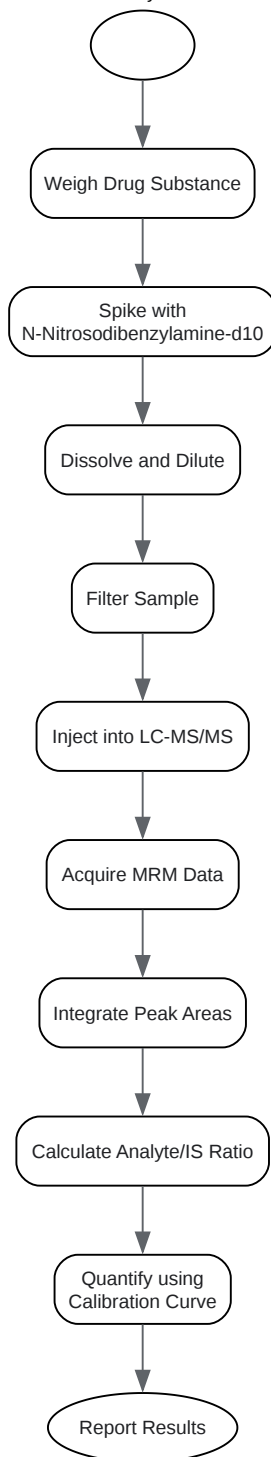 Weigh Drug Substance
Spike with
N-Nitrosodibenzylamine-d10
Dissolve and Dilute
Filter Sample
Inject into LC-MS/MS
Acquire MRM Data
Integrate Peak Areas
Calculate Analyte/IS Ratio
Quantify using
Calibration Curve
Report Results